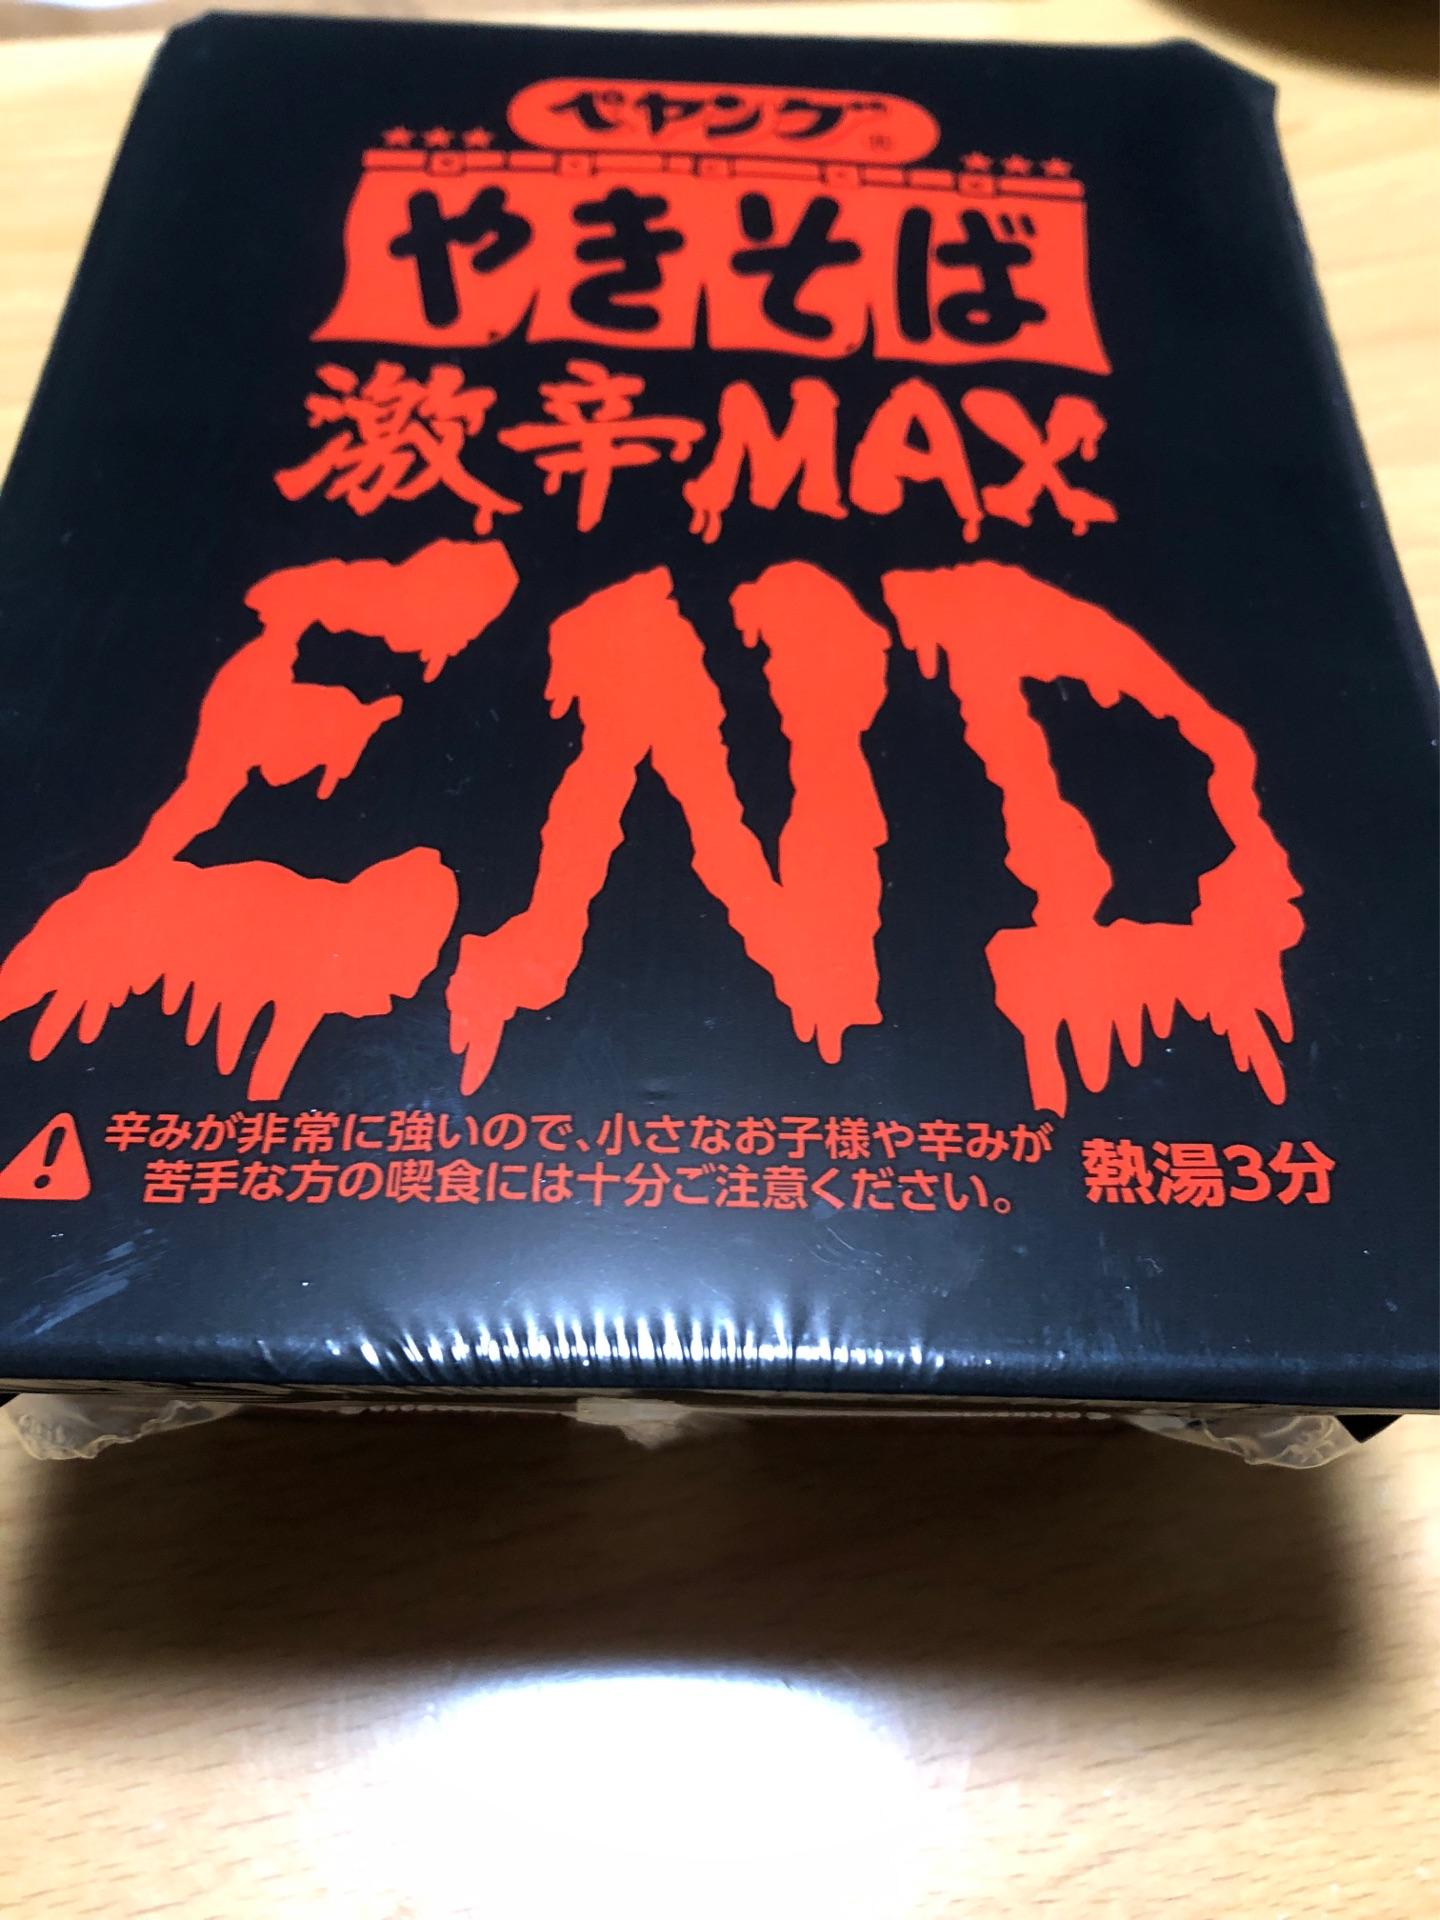 ペヤング
やきそば
激辛MAX
END
辛みが非常に強いので、小さなお子様や辛みが
苦手な方の喫食には十分ご注意ください。
熱湯3分